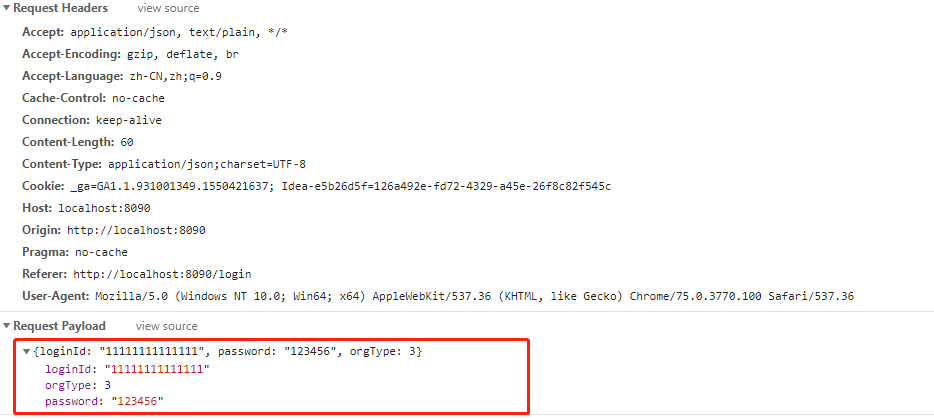 Request Headers view source
Accept: application/json, text/plain, */*
Accept-Encoding: gzip, deflate, br
Accept-Language: zh-CN,zh;q=0.9
Cache-Control: no-cache
Connection: keep-alive
Content-Length: 60
Content-Type: application/json;charset=UTF-8
Cookie: _ga=GA1.1.931001349.1550421637; Idea-e5b26d5f=126a492e-fd72-4329-a45e-26f8c82f545c
Host: localhost:8090
Origin: http://localhost:8090
Pragma: no-cache
Referer: http://localhost:8090/login
User-Agent: Mozilla/5.0 (Windows NT 10.0; Win64; x64) AppleWebKit/537.36 (KHTML, like Gecko) Chrome/75.0.3770.100 Safari/537.36
Request Payload view source
{loginId: "11111111111111", password: "123456", orgType: 3}
loginId: "11111111111111"
orgType: 3
password: "123456"